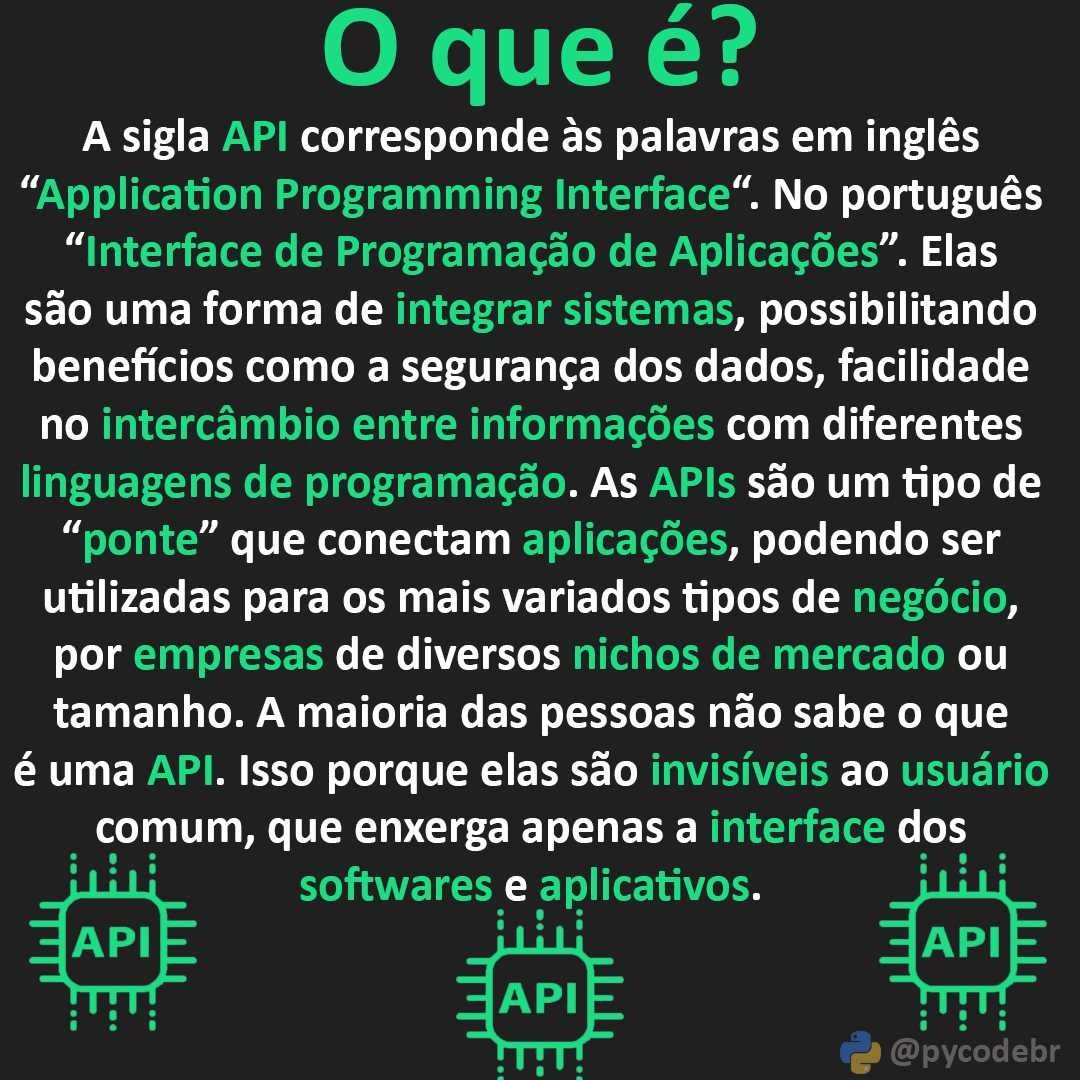 O que é?
A sigla API corresponde às palavras em inglês
“Application Programming Interface“. No português
“Interface de Programação de Aplicações”. Elas
são uma forma de integrar sistemas, possibilitando
benefícios como a segurança dos dados, facilidade
no intercâmbio entre informações com diferentes
linguagens de programação. As APIs são um tipo de
“ponte” que conectam aplicações, podendo ser
utilizadas para os mais variados tipos de negócio,
por empresas de diversos nichos de mercado ou
tamanho. A maioria das pessoas não sabe o que
é uma API. Isso porque elas são invisíveis ao usuário
comum, que enxerga apenas a interface dos
softwares e aplicativos.
API
API
API
@pycodebr